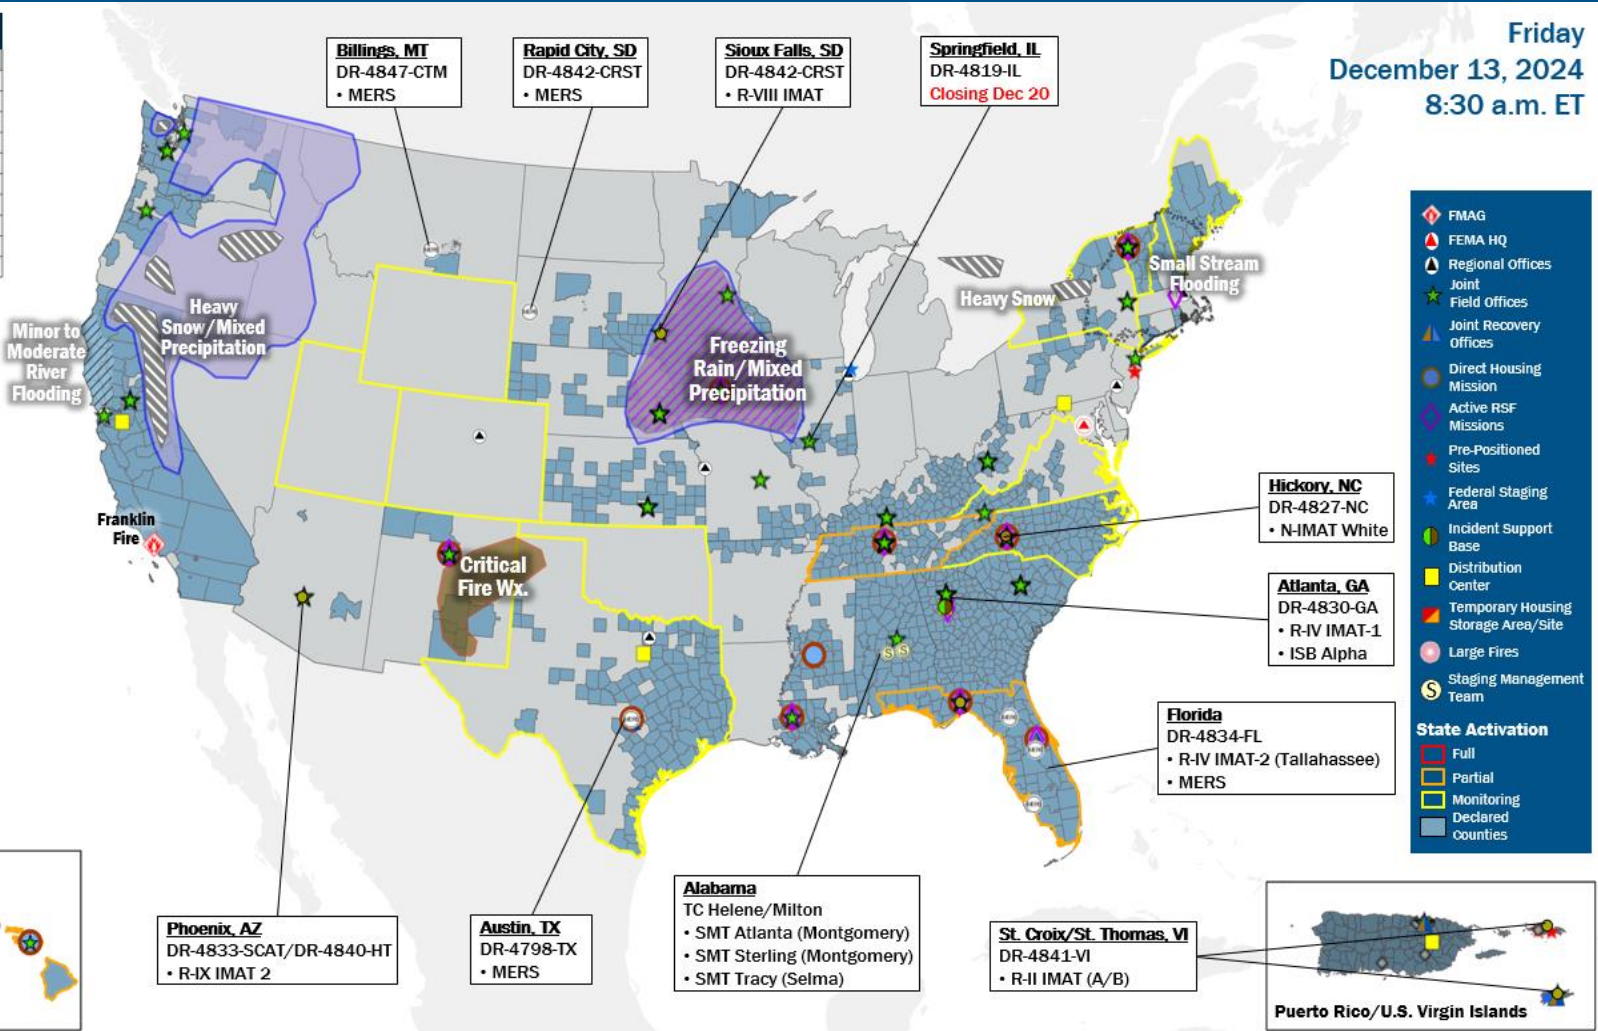 Friday
December 13, 2024
8:30 a.m. ET
Billings, MT
DR-4847-CTM
• MERS
Rapid City, SD
DR-4842-CRST
• MERS
Sioux Falls, SD
DR-4842-CRST
• R-VIII IMAT
Springfield, IL
DR-4819-IL
Closing Dec 20
Heavy
Snow/Mixed
Precipitation
Minor to
Moderate
River
Flooding
Freezing
Rain/Mixed
Precipitation
Heavy Snow
Small Stream
Flooding
Franklin
Fire
Critical
Fire Wx.
Hickory, NC
DR-4827-NC
• N-IMAT White
Atlanta, GA
DR-4830-GA
• R-IV IMAT-1
• ISB Alpha
Florida
DR-4834-FL
• R-IV IMAT-2 (Tallahassee)
• MERS
Phoenix, AZ
DR-4833-SCAT/DR-4840-HT
• R-IX IMAT 2
Austin, TX
DR-4798-TX
• MERS
Alabama
TC Helene/Milton
• SMT Atlanta (Montgomery)
• SMT Sterling (Montgomery)
• SMT Tracy (Selma)
St. Croix/St. Thomas, VI
DR-4841-VI
• R-II IMAT (A/B)
Puerto Rico/U.S. Virgin Islands
FMAG
FEMA HQ
Regional Offices
Joint
Field Offices
Joint Recovery
Offices
Direct Housing
Mission
Active RSF
Missions
Pre-Positioned
Sites
Federal Staging
Area
Incident Support
Base
Distribution
Center
Temporary Housing
Storage Area/Site
Large Fires
S
Staging Management
Team
State Activation
Full
Partial
Monitoring
Declared
Counties